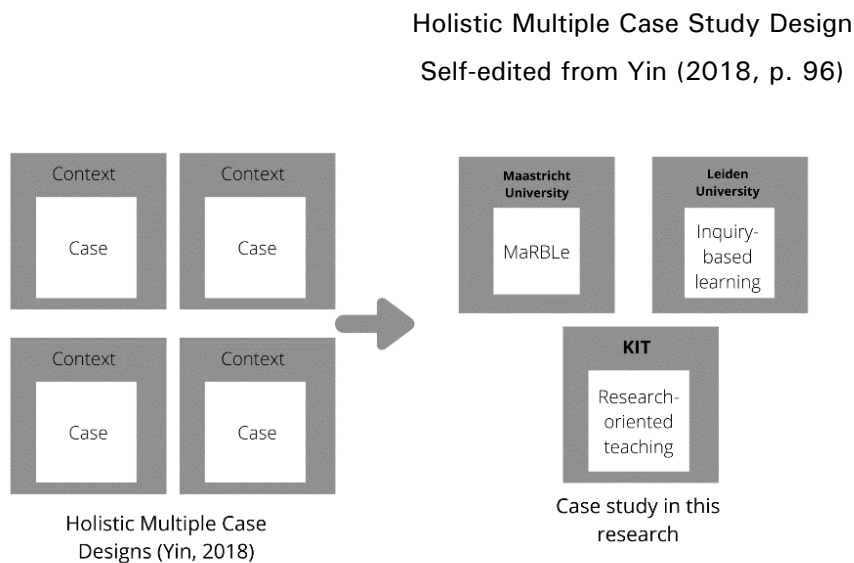 Holistic Multiple Case Study Design
Self-edited from Yin (2018, p. 96)
Context
Case
Context
Case
Context
Case
Context
Case
Holistic Multiple Case
Designs (Yin, 2018)
Maastricht
University
MaRBLe
Leiden
University
Inquiry-
based
learning
KIT
Research-
oriented
teaching
Case study in this
research